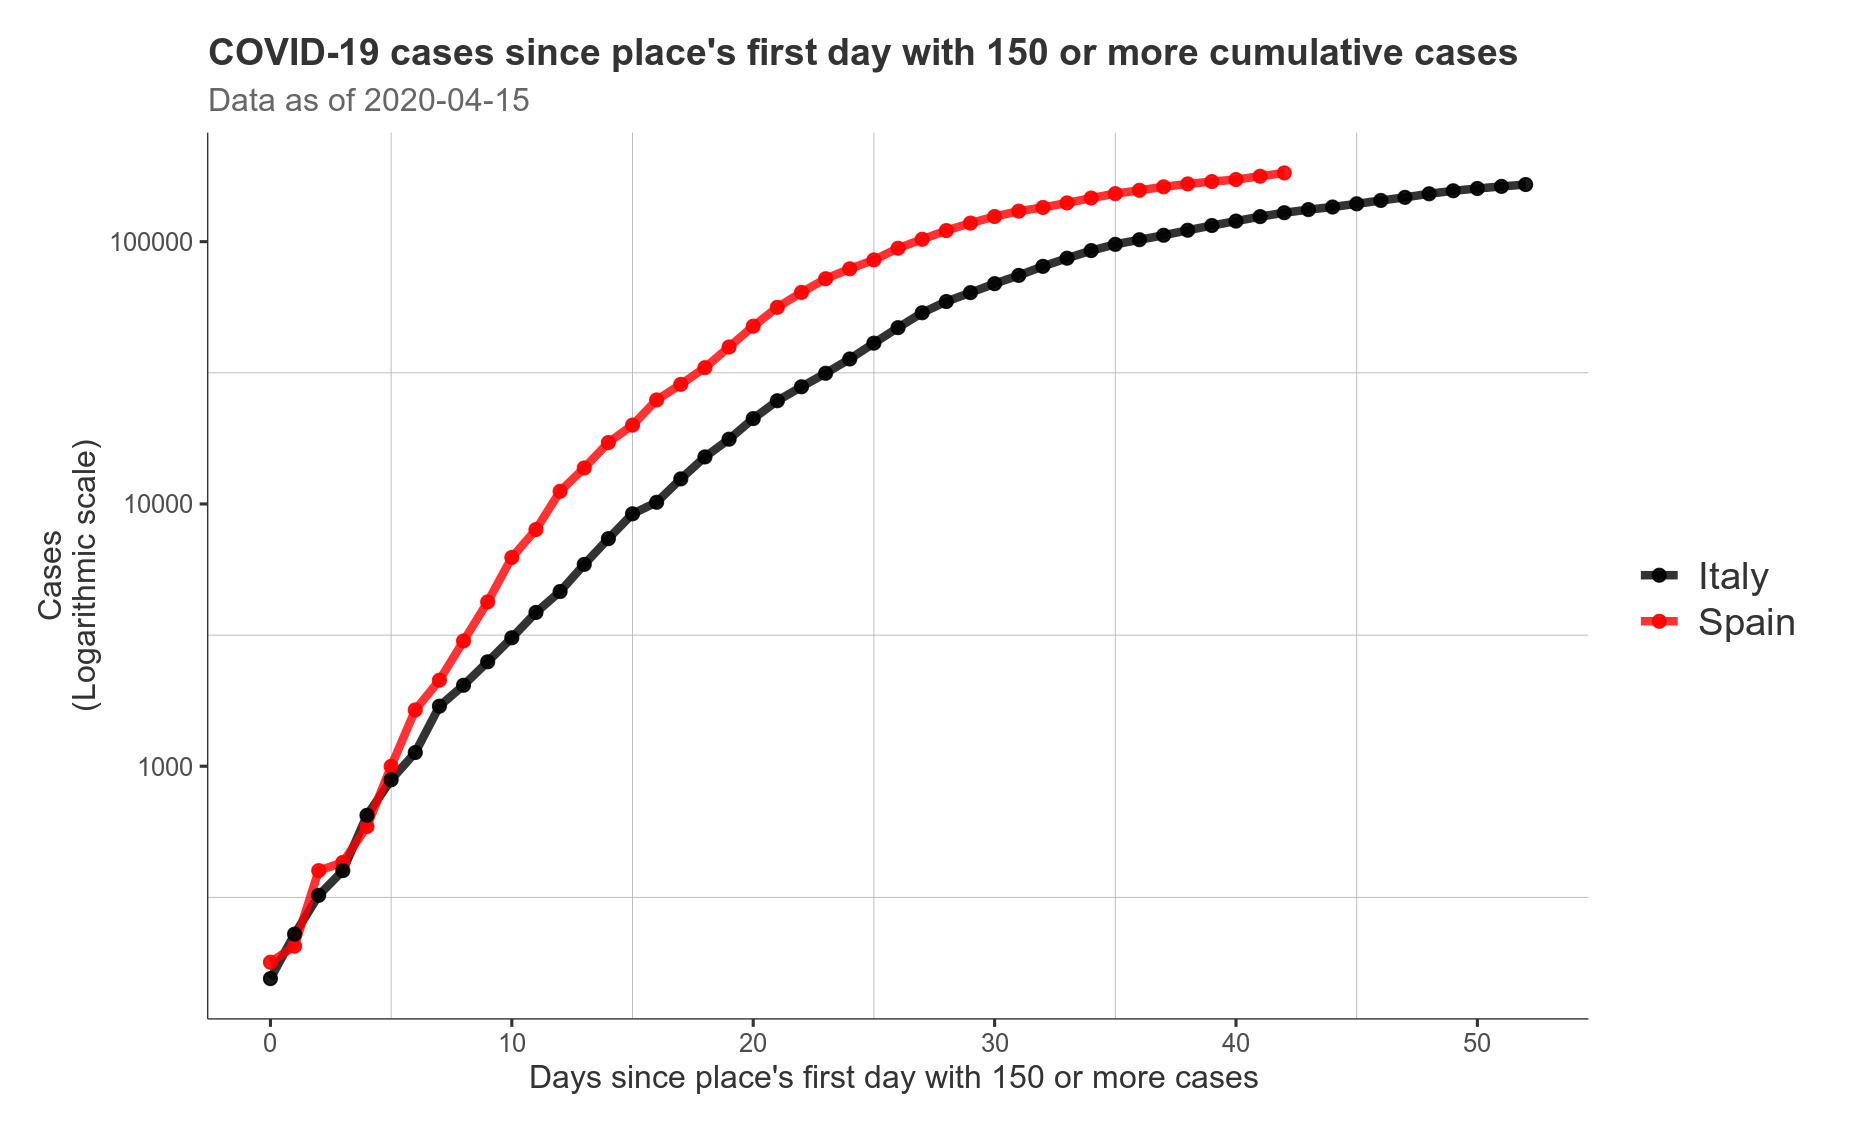 COVID-19 cases since place's first day with 150 or more cumulative cases
Data as of 2020-04-15
100000
10000
1000
Cases
(Logarithmic scale)
0 10 20 30 40 50
Days since place's first day with 150 or more cases
Italy
Spain